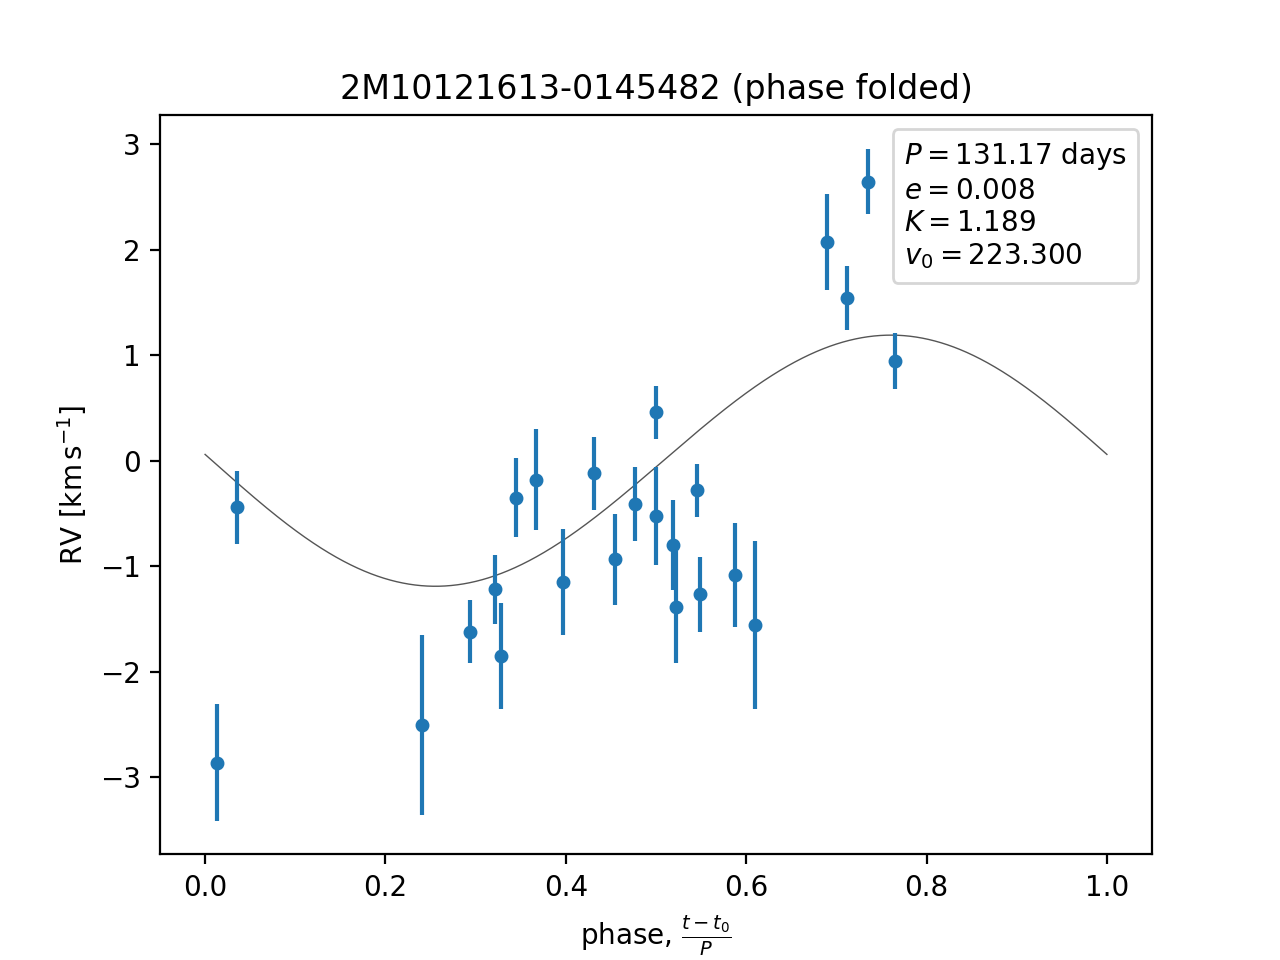 2M10121613-0145482 (phase folded)
P = 131.17 days
e = 0.008
K = 1.189
v₀ = 223.300
3
2
1
0
−1
−2
−3
RV [km s⁻¹]
0.0 0.2 0.4 0.6 0.8 1.0
phase, (t − t₀)/P